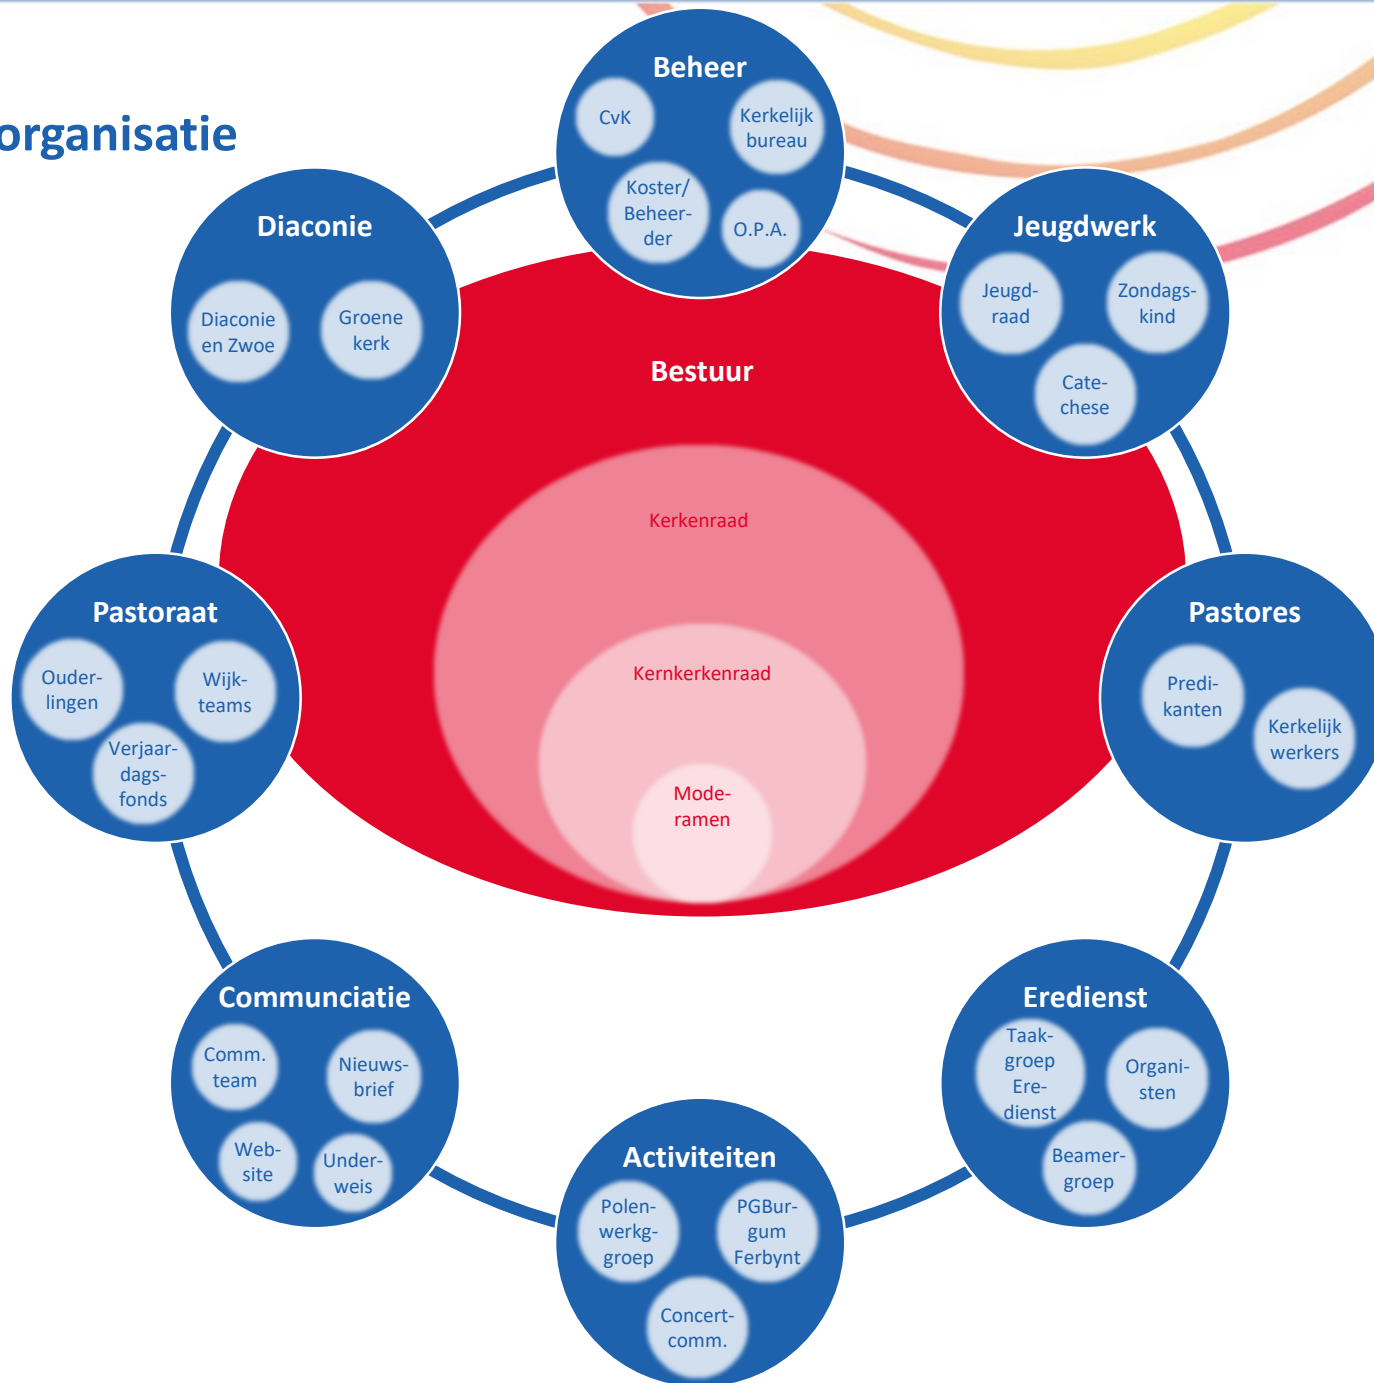 organisatie
Beheer
CvK
Kerkelijk
bureau
Koster/
Beheer-
der
O.P.A.
Diaconie
Diaconie
en Zwoe
Groene
kerk
Jeugdwerk
Jeugd-
raad
Zondags-
kind
Cate-
chese
Bestuur
Kerkenraad
Kernkerkenraad
Mode-
ramen
Pastoraat
Ouder-
lingen
Wijk-
teams
Verjaar-
dags-
fonds
Pastores
Predi-
kanten
Kerkelijk
werkers
Communciatie
Comm.
team
Nieuws-
brief
Web-
site
Under-
weis
Eredienst
Taak-
groep
Ere-
dienst
Organi-
sten
Beamer-
groep
Activiteiten
Polen-
werkg-
groep
PGBur-
gum
Ferbynt
Concert-
comm.